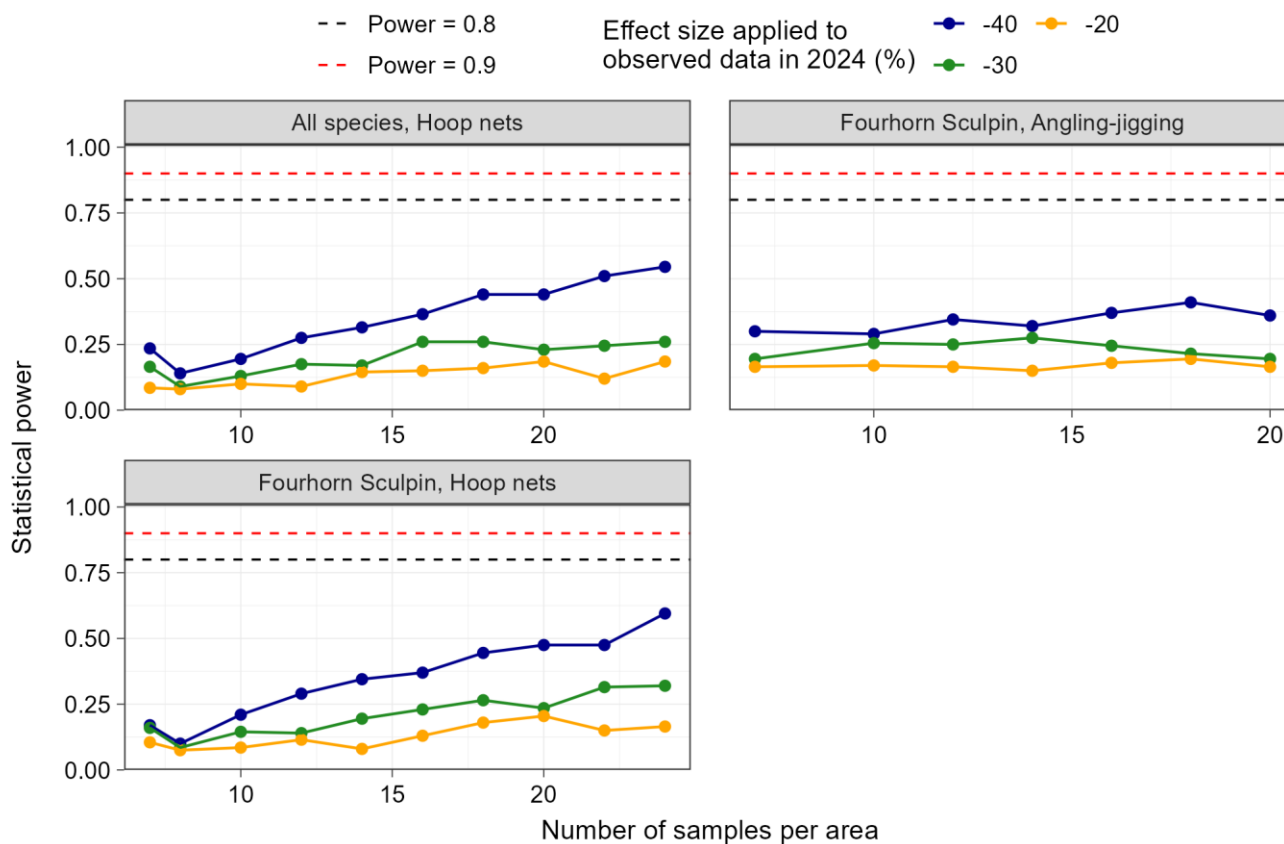 Power = 0.8
Power = 0.9
Effect size applied to
observed data in 2024 (%)
-40
-20
-30
All species, Hoop nets
Fourhorn Sculpin, Angling-jigging
1.00
0.75
0.50
0.25
0.00
10
15
20
10
15
20
Fourhorn Sculpin, Hoop nets
1.00
0.75
0.50
0.25
0.00
10
15
20
Statistical power
Number of samples per area